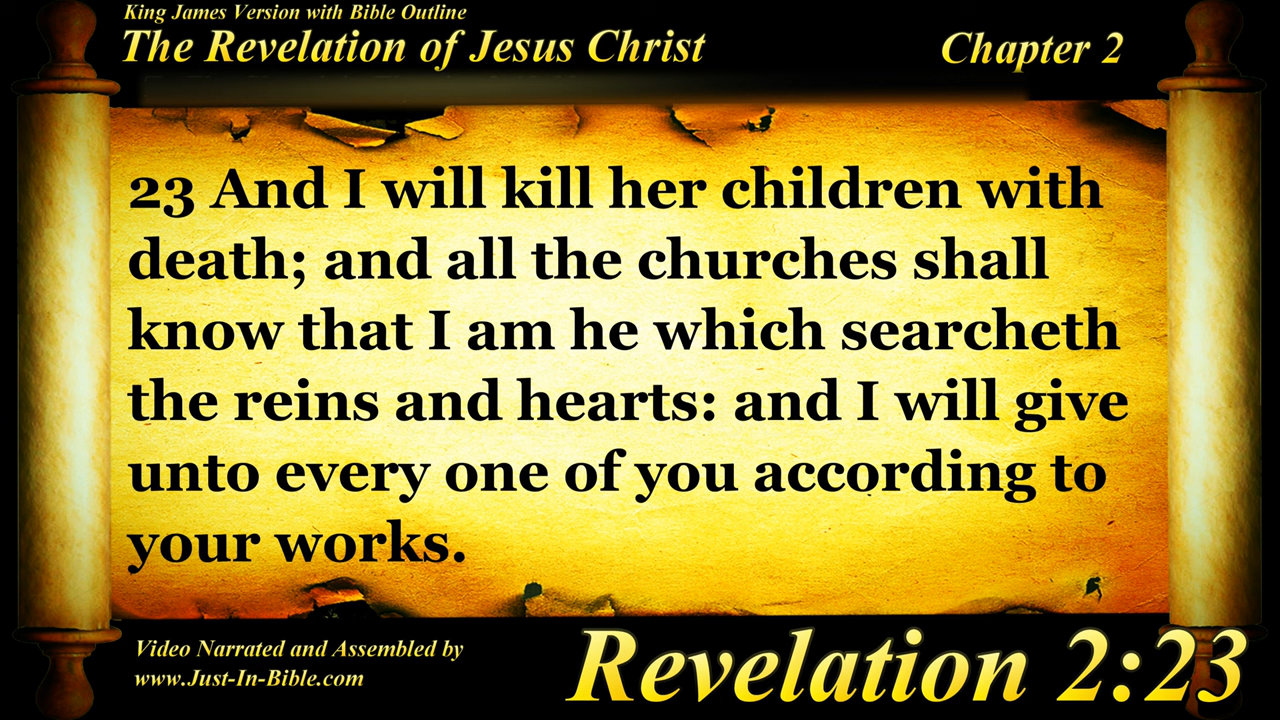 King James Version with Bible Outline
The Revelation of Jesus Christ
Chapter 2
23 And I will kill her children with
death; and all the churches shall
know that I am he which searcheth
the reins and hearts: and I will give
unto every one of you according to
your works.
Video Narrated and Assembled by
www.Just-In-Bible.com
Revelation 2:23